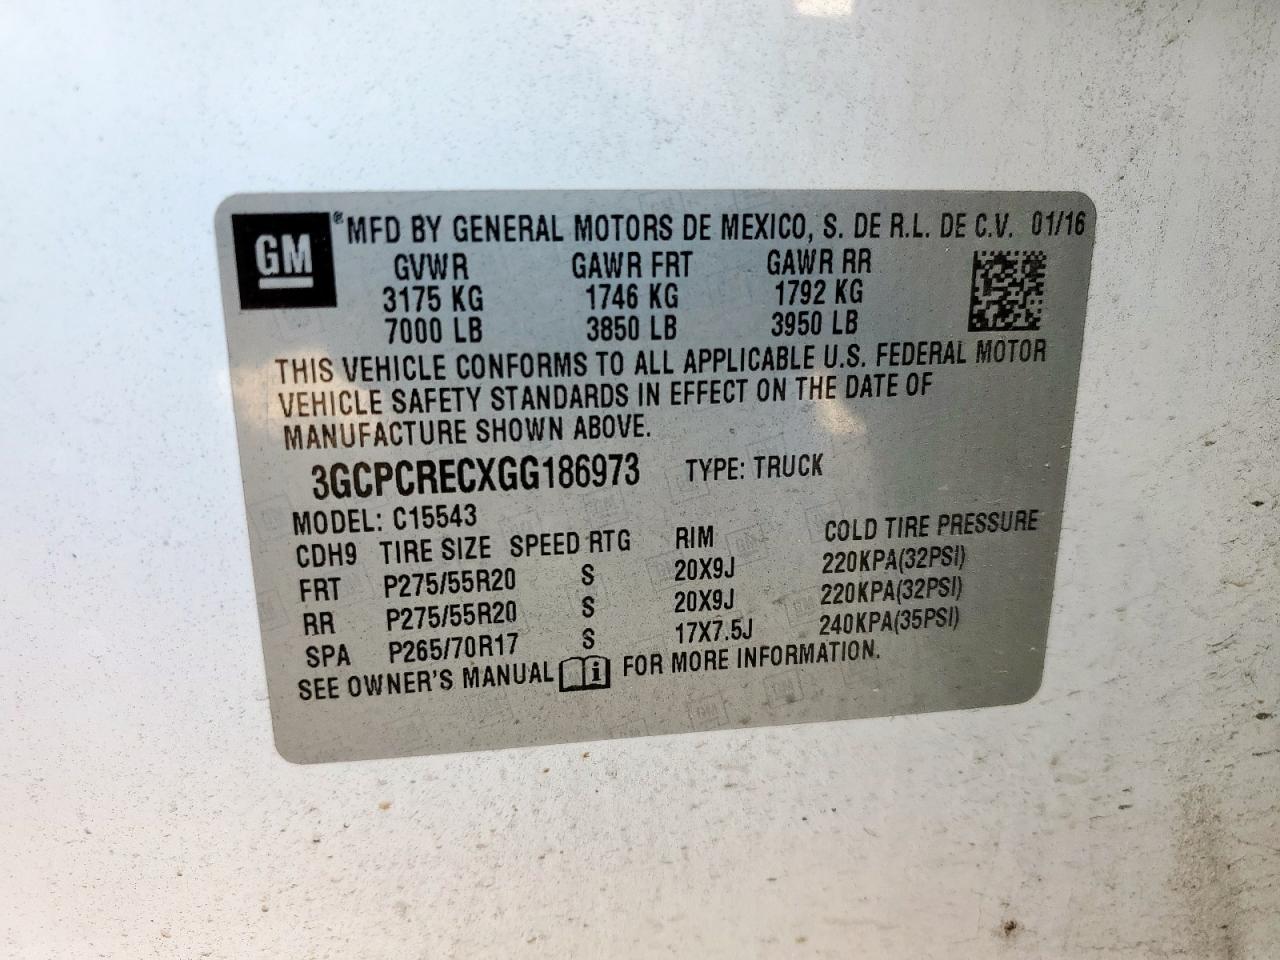 GM ® MFD BY GENERAL MOTORS DE MEXICO, S. DE R.L. DE C.V. 01/16
GVWR GAWR FRT GAWR RR
3175 KG 1746 KG 1792 KG
7000 LB 3850 LB 3950 LB
THIS VEHICLE CONFORMS TO ALL APPLICABLE U.S. FEDERAL MOTOR
VEHICLE SAFETY STANDARDS IN EFFECT ON THE DATE OF
MANUFACTURE SHOWN ABOVE.
3GCPCRECXGG186973 TYPE: TRUCK
MODEL: C15543
CDH9 TIRE SIZE SPEED RTG RIM COLD TIRE PRESSURE
FRT P275/55R20 S 20X9J 220KPA(32PSI)
RR P275/55R20 S 20X9J 220KPA(32PSI)
SPA P265/70R17 S 17X7.5J 240KPA(35PSI)
SEE OWNER'S MANUAL i FOR MORE INFORMATION.